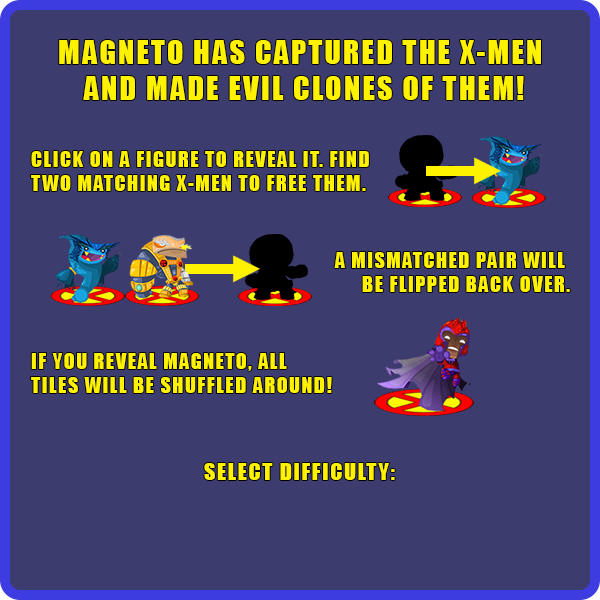 MAGNETO HAS CAPTURED THE X-MEN
AND MADE EVIL CLONES OF THEM!
CLICK ON A FIGURE TO REVEAL IT. FIND
TWO MATCHING X-MEN TO FREE THEM.
A MISMATCHED PAIR WILL
BE FLIPPED BACK OVER.
IF YOU REVEAL MAGNETO, ALL
TILES WILL BE SHUFFLED AROUND!
SELECT DIFFICULTY: